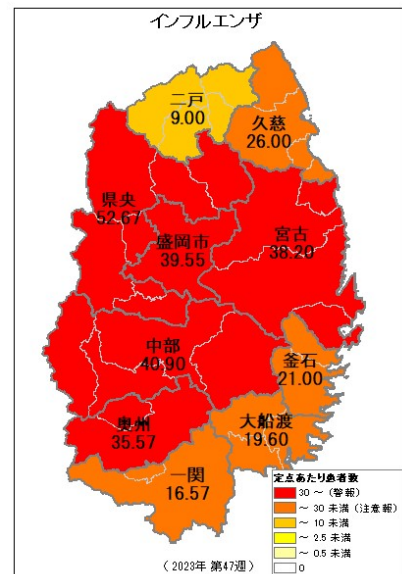 インフルエンザ
二戸
9.00
久慈
26.00
県央
52.67
盛岡市
39.55
宮古
38.20
中部
40.90
釜石
21.00
奥州
35.57
大船渡
19.60
一関
16.57
定点あたり患者数
30 ～ (警報)
～ 30 未満 (注意報)
～ 10 未満
～ 2.5 未満
～ 0.5 未満
0
( 2023年 第47週 )